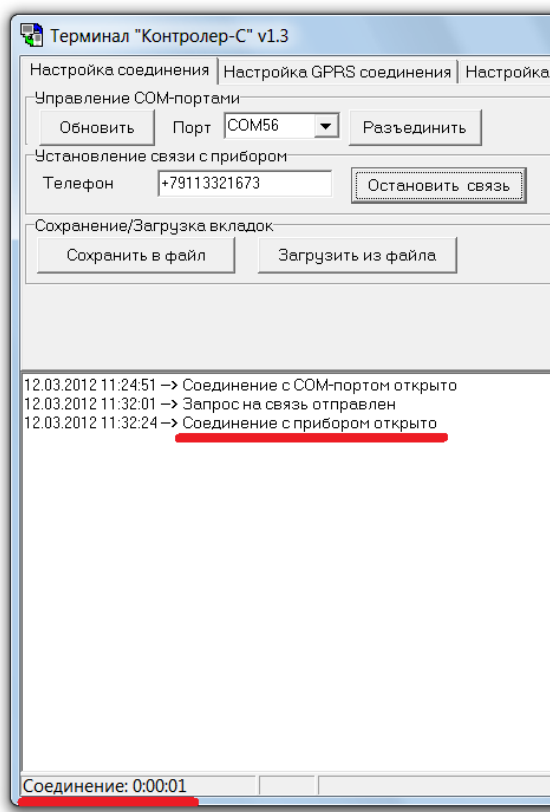 Терминал "Контролер-С" v1.3
Настройка соединения Настройка GPRS соединения Настройка
Управление COM-портами
Обновить Порт COM56 Разъединить
Установление связи с прибором
Телефон +79113321673 Остановить связь
Сохранение/Загрузка вкладок
Сохранить в файл Загрузить из файла
12.03.2012 11:24:51 --> Соединение с COM-портом открыто
12.03.2012 11:32:01 --> Запрос на связь отправлен
12.03.2012 11:32:24 --> Соединение с прибором открыто
Соединение: 0:00:01